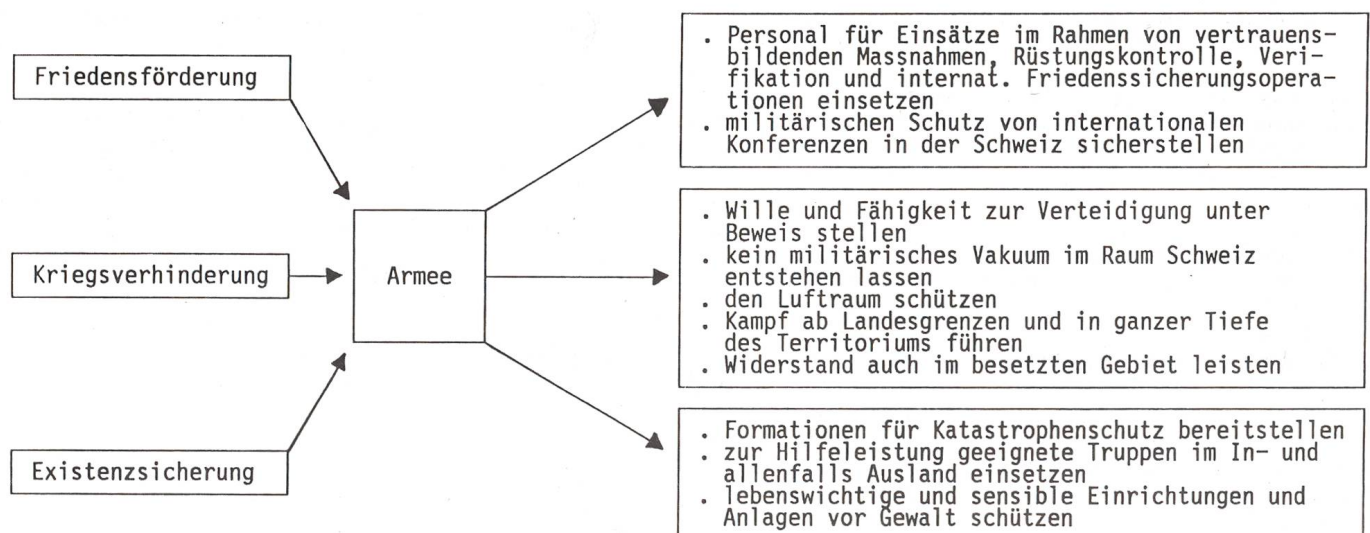 Friedensförderung
Kriegsverhinderung
Existenzsicherung
Armee
. Personal für Einsätze im Rahmen von vertrauens-
bildenden Massnahmen, Rüstungskontrolle, Veri-
fikation und internat. Friedenssicherungsopera-
tionen einsetzen
. militärischen Schutz von internationalen
Konferenzen in der Schweiz sicherstellen
. Wille und Fähigkeit zur Verteidigung unter
Beweis stellen
. kein militärisches Vakuum im Raum Schweiz
entstehen lassen
. den Luftraum schützen
. Kampf ab Landesgrenzen und in ganzer Tiefe
des Territoriums führen
. Widerstand auch im besetzten Gebiet leisten
. Formationen für Katastrophenschutz bereitstellen
. zur Hilfeleistung geeignete Truppen im In- und
allenfalls Ausland einsetzen
. lebenswichtige und sensible Einrichtungen und
Anlagen vor Gewalt schützen